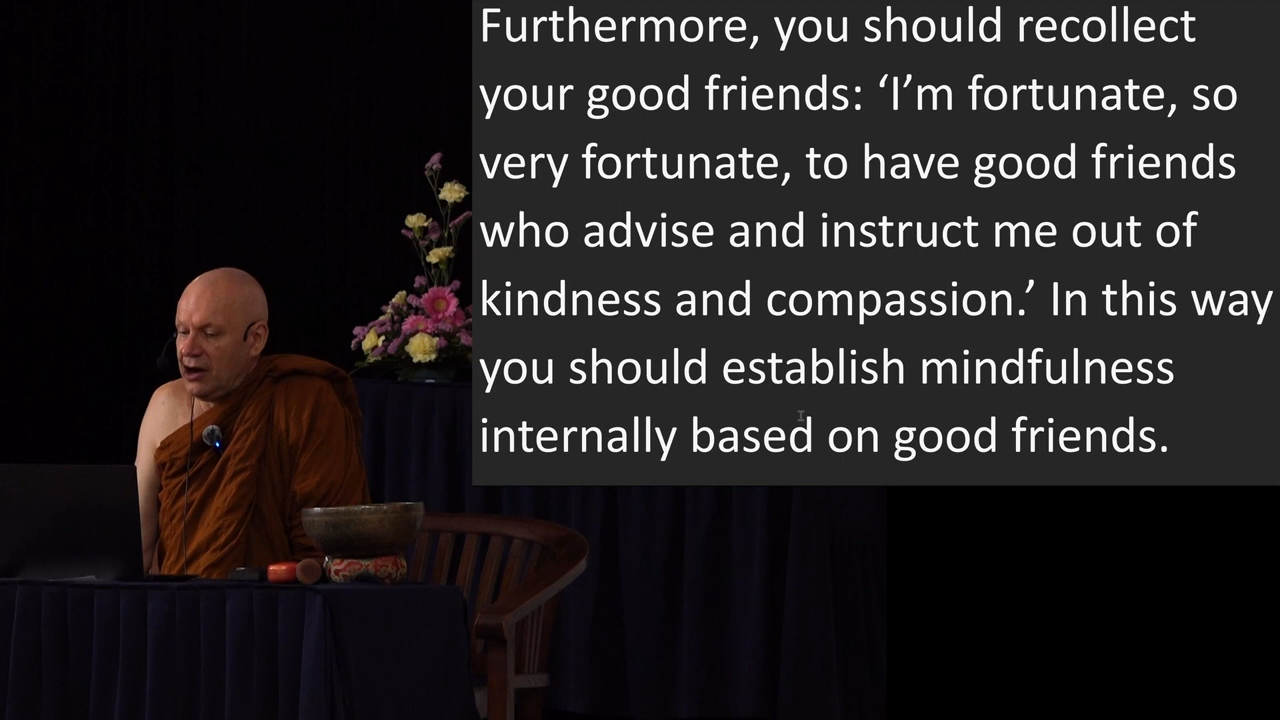 Furthermore, you should recollect
your good friends: ‘I’m fortunate, so
very fortunate, to have good friends
who advise and instruct me out of
kindness and compassion.’ In this way
you should establish mindfulness
internally based on good friends.